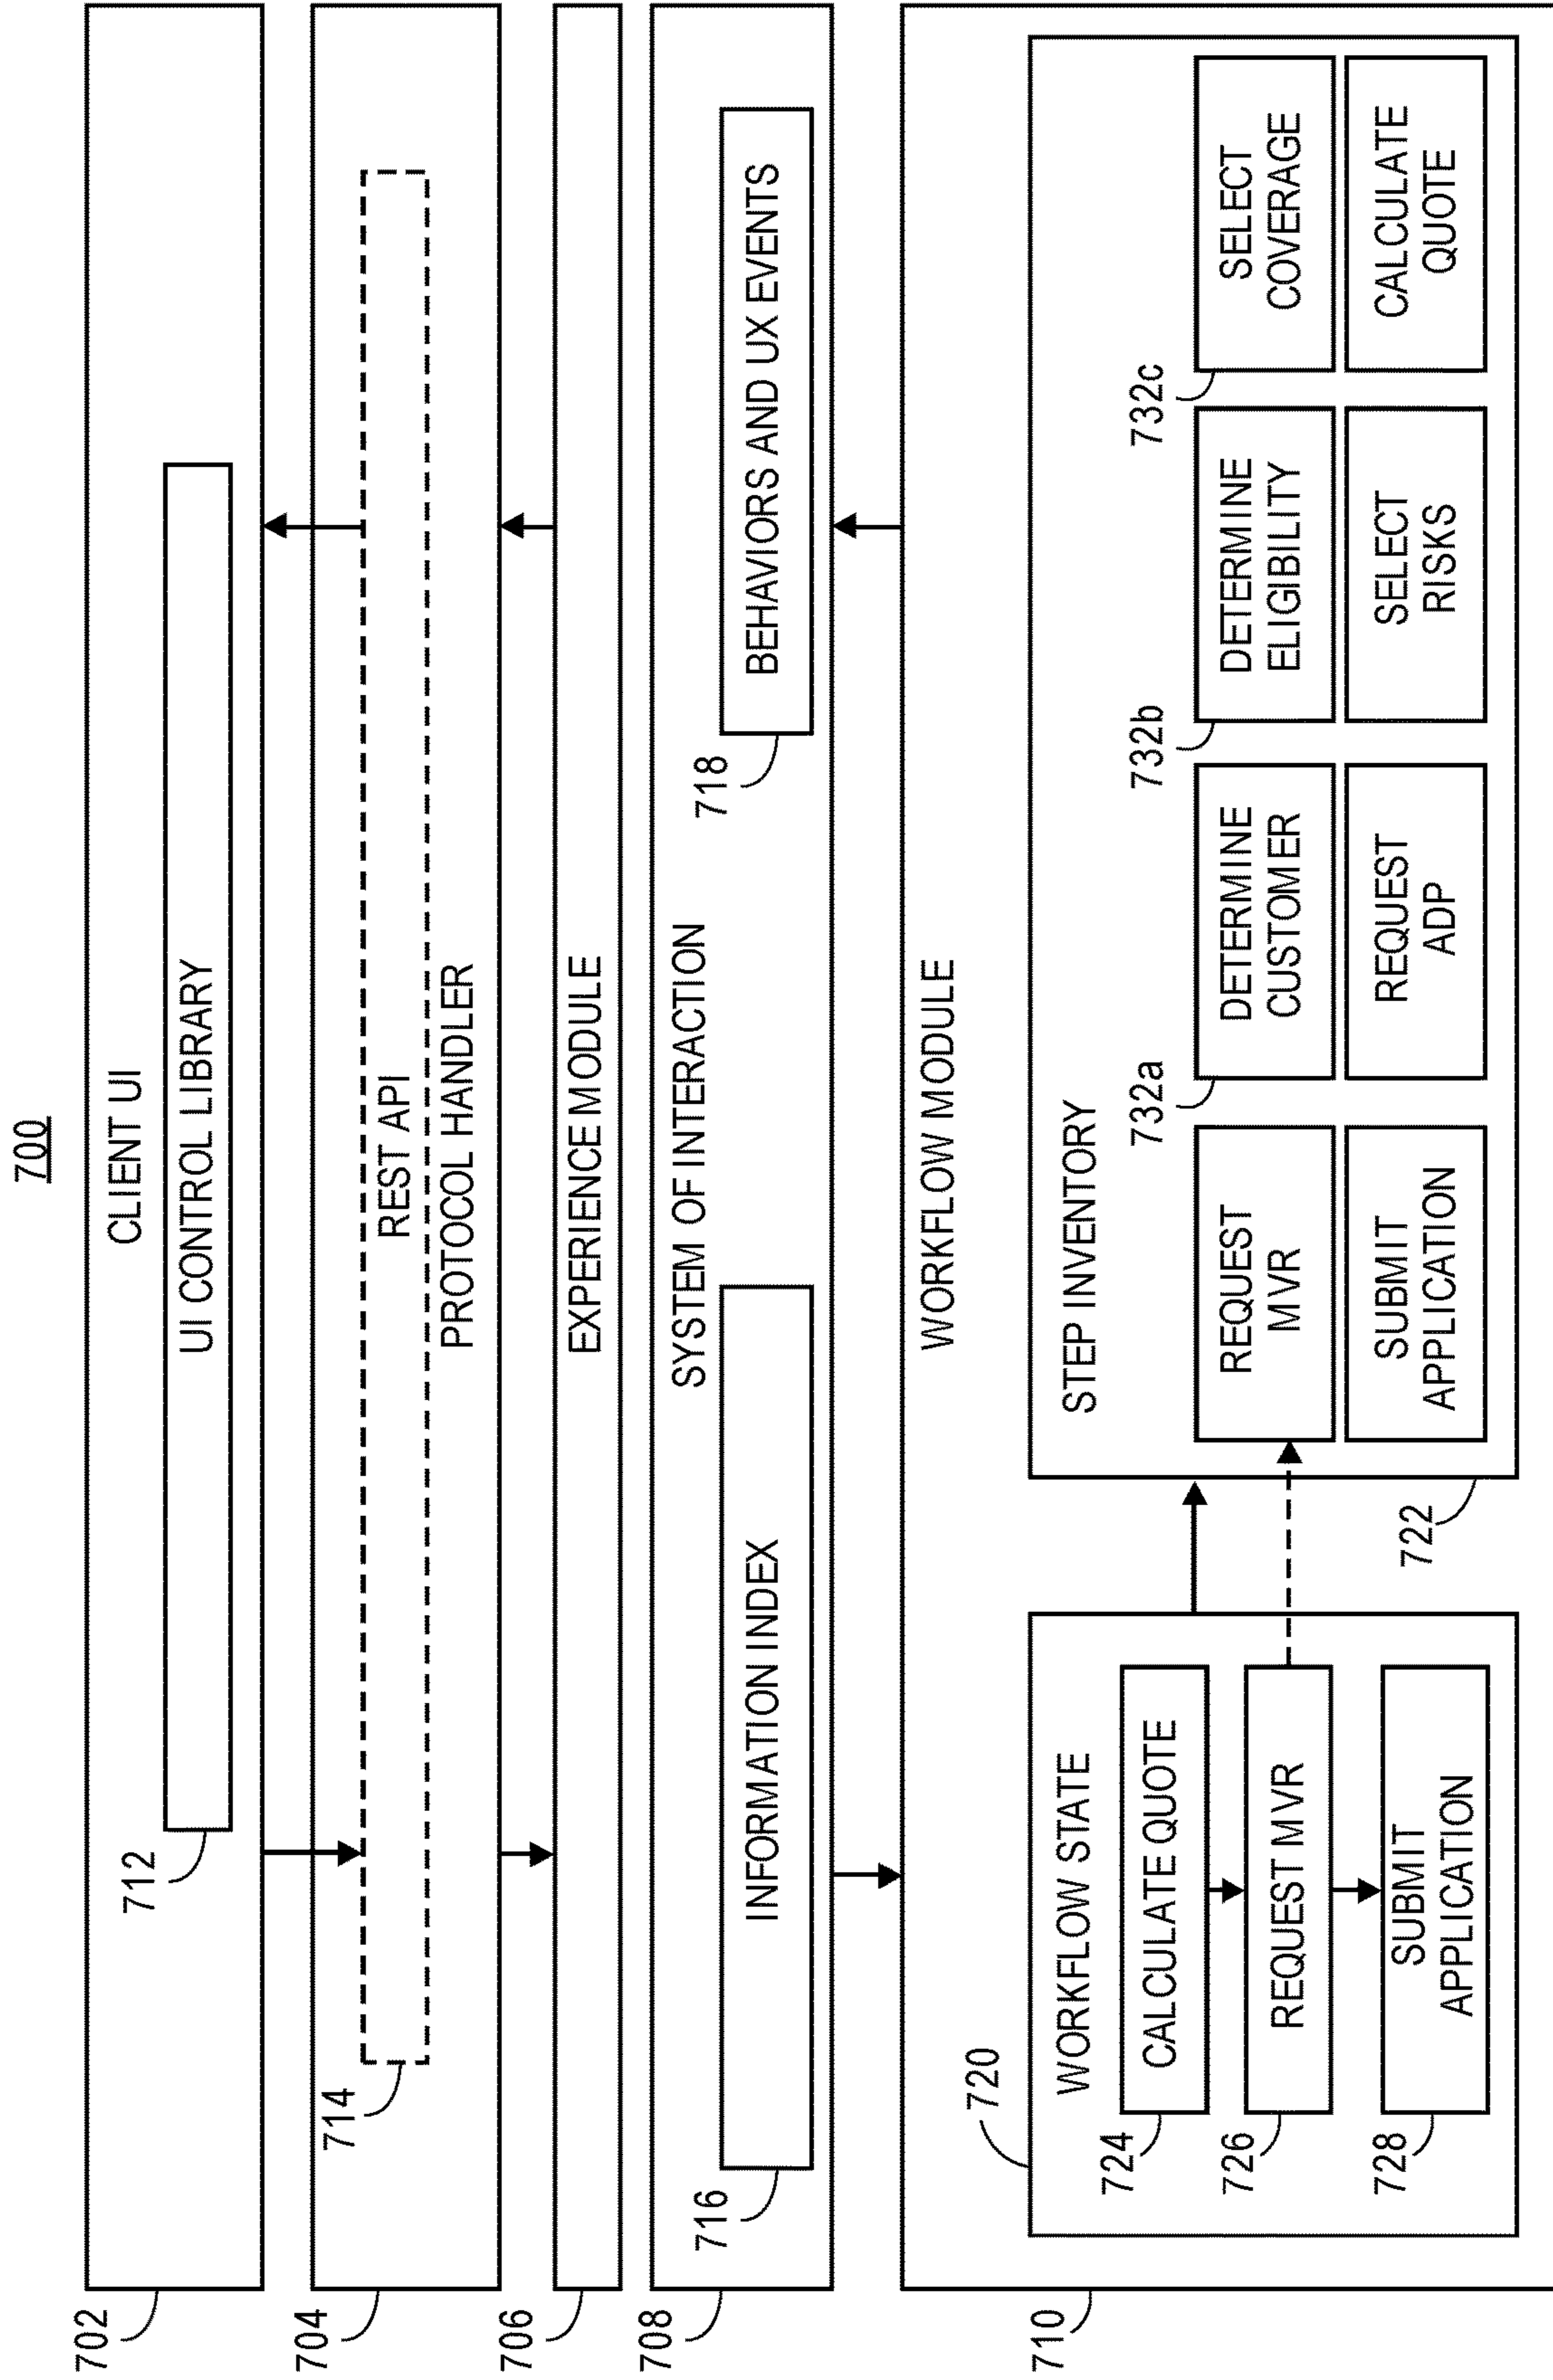 700
702
CLIENT UI
712
UI CONTROL LIBRARY
704
714
REST API
PROTOCOL HANDLER
706
EXPERIENCE MODULE
708
SYSTEM OF INTERACTION
716
INFORMATION INDEX
718
BEHAVIORS AND UX EVENTS
710
WORKFLOW MODULE
720
WORKFLOW STATE
724
CALCULATE QUOTE
726
REQUEST MVR
728
SUBMIT
APPLICATION
722
STEP INVENTORY
REQUEST
MVR
732a
DETERMINE
CUSTOMER
732b
DETERMINE
ELIGIBILITY
732c
SELECT
COVERAGE
SUBMIT
APPLICATION
REQUEST
ADP
SELECT
RISKS
CALCULATE
QUOTE